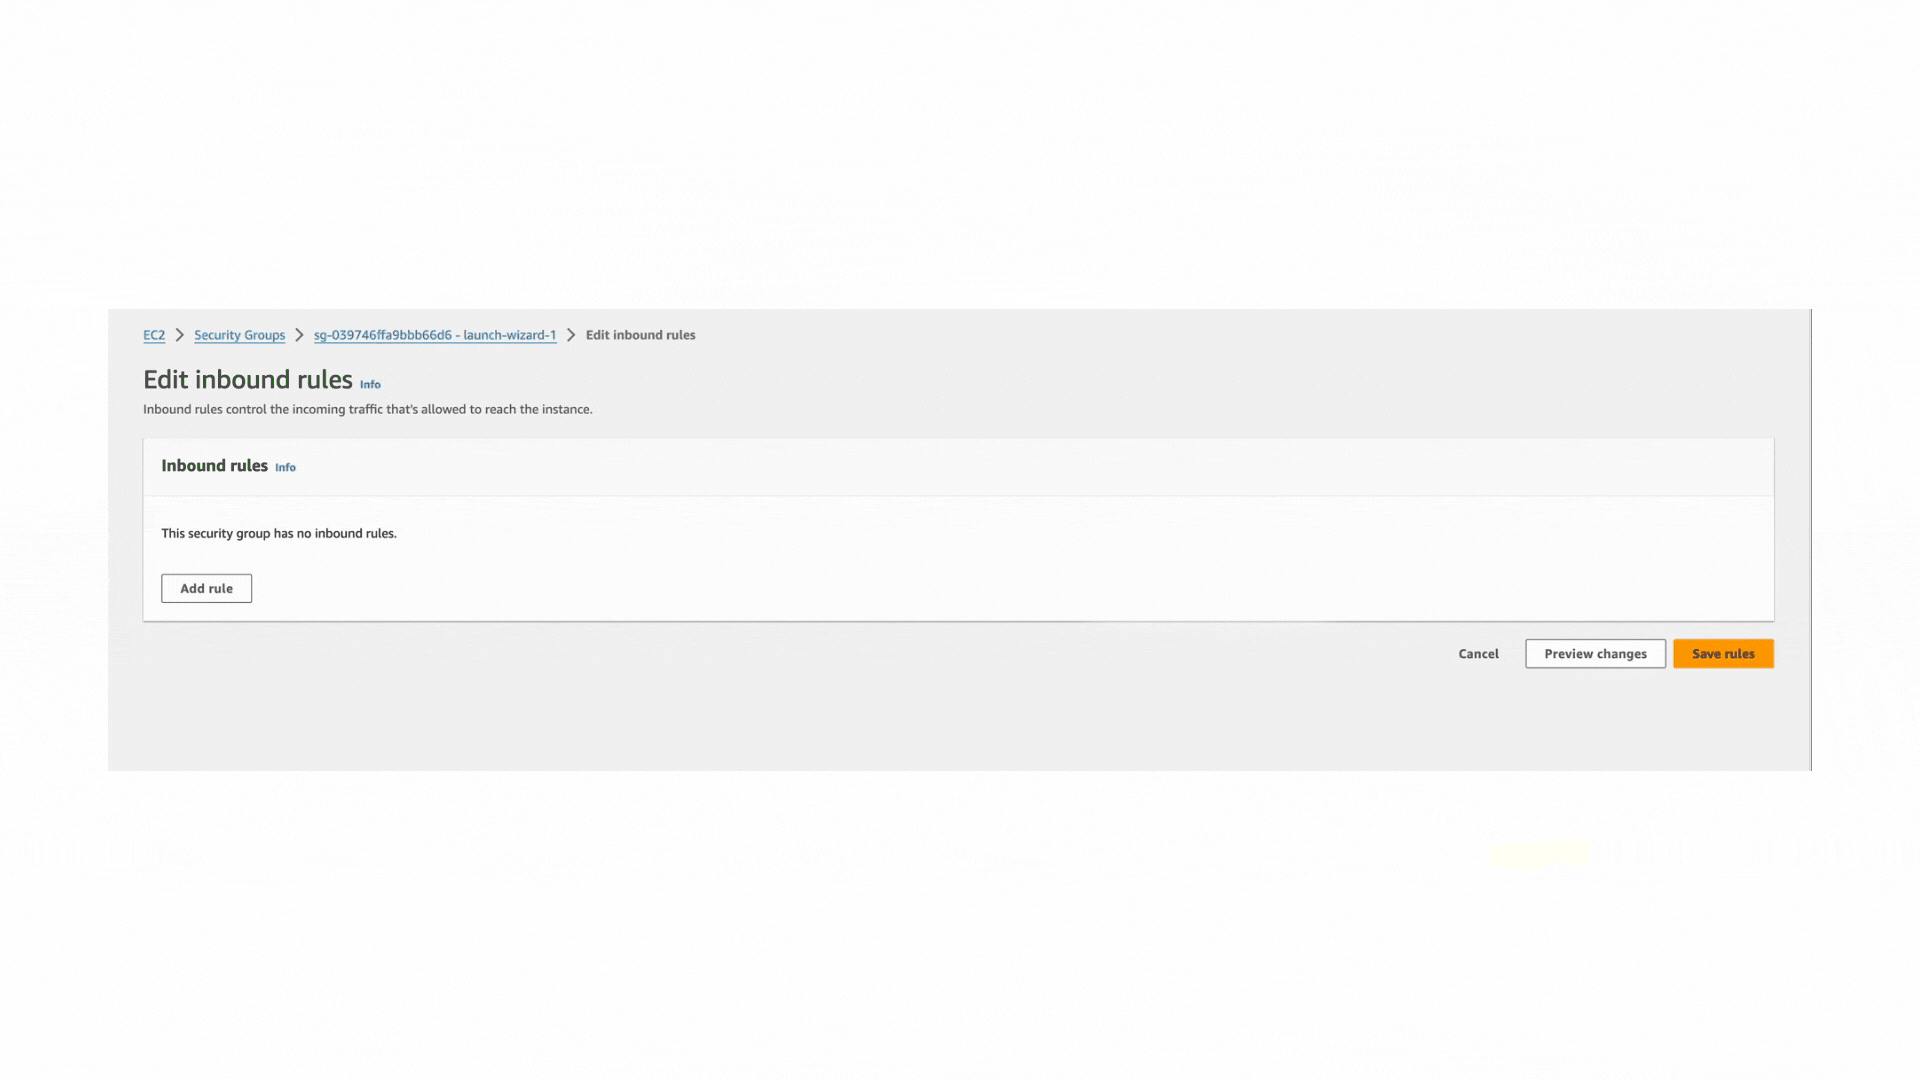 EC2 > Security Groups > sg-039746ffa9bbb66d6 - launch-wizard-1 > Edit inbound rules
Edit inbound rules Info
Inbound rules control the incoming traffic that's allowed to reach the instance.
Inbound rules Info
This security group has no inbound rules.
Add rule
Cancel Preview changes Save rules